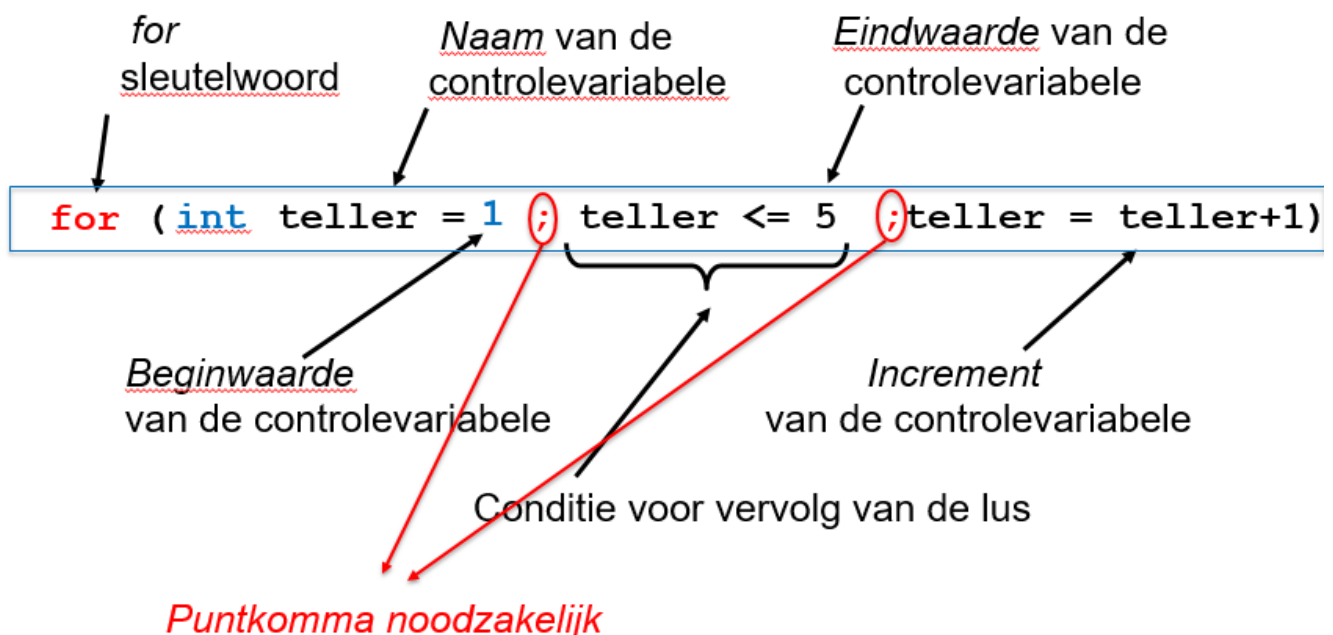 for
sleutelwoord
Naam van de
controlevariabele
Eindwaarde van de
controlevariabele
for (int teller = 1 ; teller <= 5 ;teller = teller+1)
Beginwaarde
van de controlevariabele
Increment
van de controlevariabele
Conditie voor vervolg van de lus
Puntkomma noodzakelijk